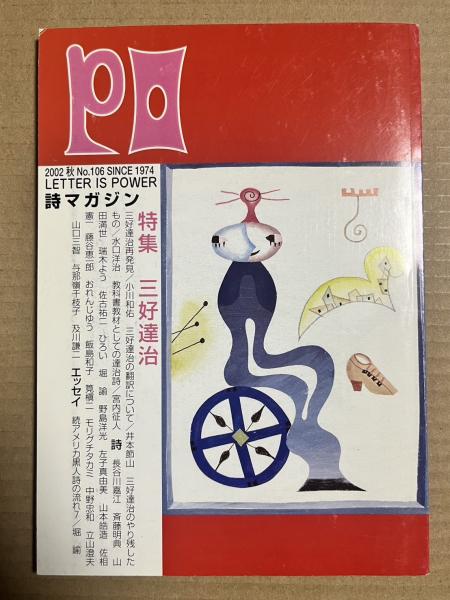 PO
2002 秋 No.106 SINCE 1974
LETTER IS POWER
詩マガジン
特集 三好達治
三好達治再発見／小川和佑 三好達治の翻訳について／井本節山 三好達治のやり残した
もの／水口洋治 教科書教材としての達治詩／宮内征人 詩 長谷川嘉江 斉藤明典 山
田満世 瑞木よう 佐古祐二 ひろい 堀 諭 野島洋光 左子真由美 山本皓造 佐相
憲一 藤谷恵一郎 おれんじゆう 飯島和子 筧槇二 モリグチタカミ 中野忠和 立山澄夫
山口三智 与那嶺千枝子 及川謙二 エッセイ 続アメリカ黒人詩の流れ7／堀 諭